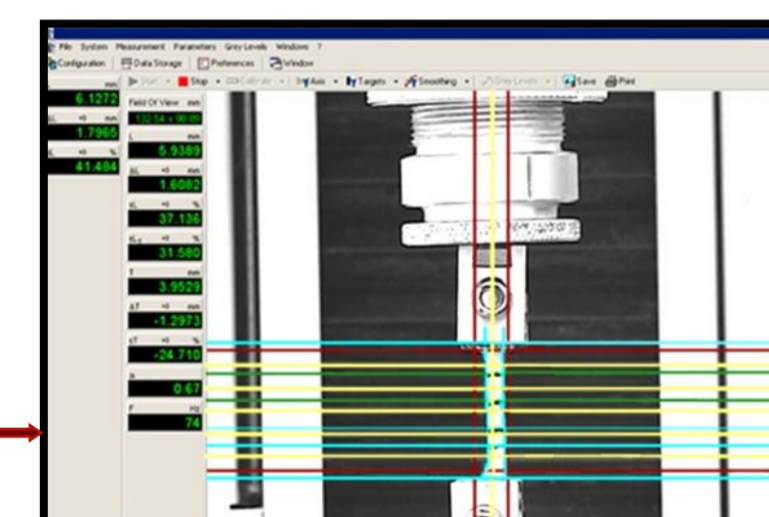 File System Measurement Parameters Grey Levels Windows ?
Configuration Data Storage Preferences Window
Start Stop Calibrate Axis Targets Smoothing Grey Levels Save Print
mm
6.1272
mm
1.7965
%
41.484
Field Of View mm
L mm
5.9389
ΔL mm
1.6082
%
37.136
%
31.580
T mm
3.9529
ΔT mm
-1.2973
εT %
-24.710
0.67
F Hz
74